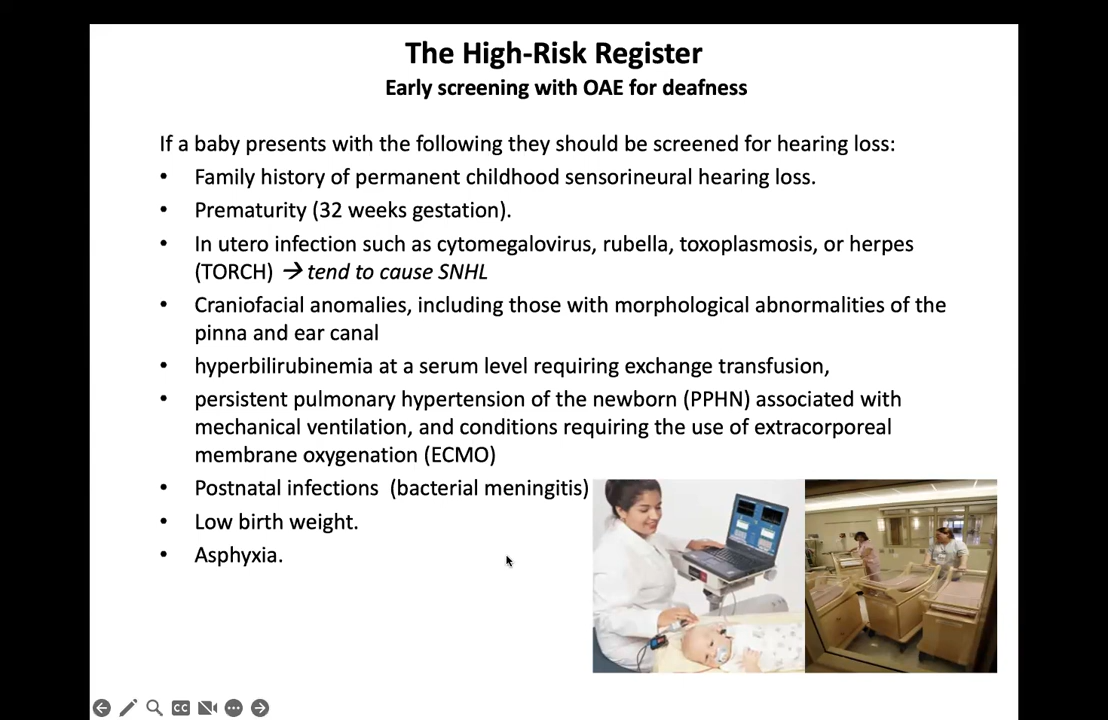 The High-Risk Register
Early screening with OAE for deafness
If a baby presents with the following they should be screened for hearing loss:
• Family history of permanent childhood sensorineural hearing loss.
• Prematurity (32 weeks gestation).
• In utero infection such as cytomegalovirus, rubella, toxoplasmosis, or herpes
(TORCH) → tend to cause SNHL
• Craniofacial anomalies, including those with morphological abnormalities of the
pinna and ear canal
• hyperbilirubinemia at a serum level requiring exchange transfusion,
• persistent pulmonary hypertension of the newborn (PPHN) associated with
mechanical ventilation, and conditions requiring the use of extracorporeal
membrane oxygenation (ECMO)
• Postnatal infections  (bacterial meningitis)
• Low birth weight.
• Asphyxia.
CC